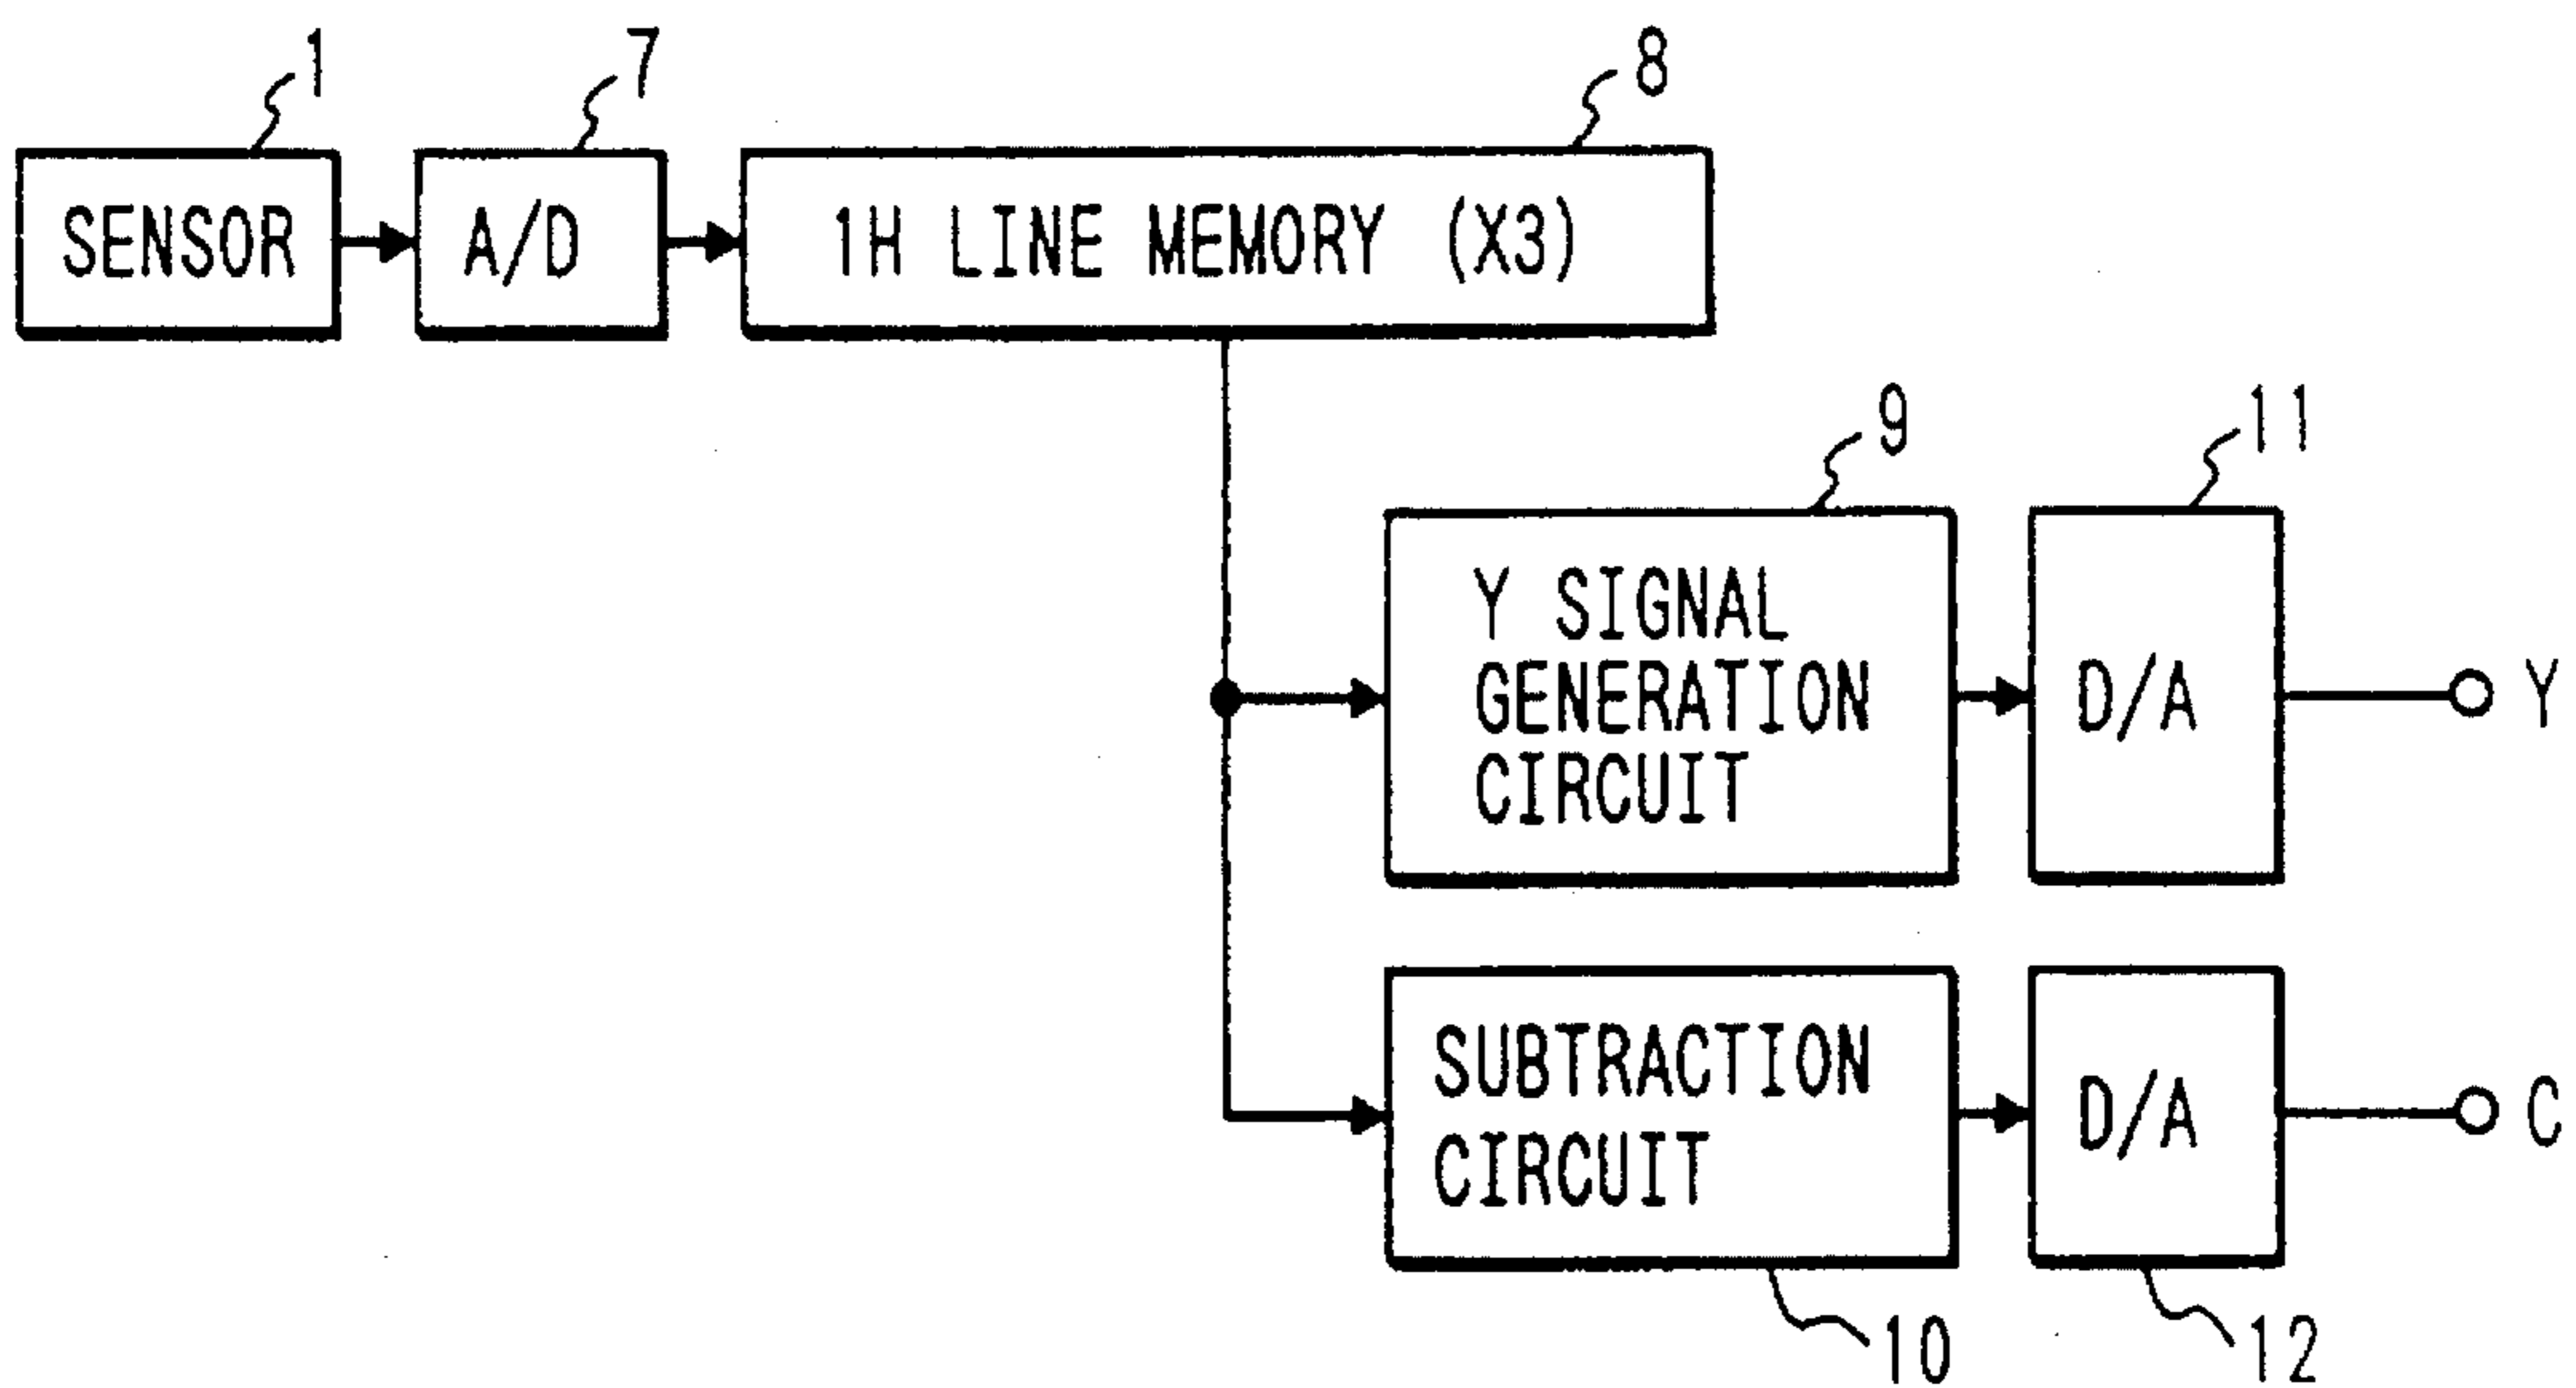 1
7
8
SENSOR
A/D
1H LINE MEMORY (X3)
9
11
Y SIGNAL
GENERATION
CIRCUIT
D/A
Y
SUBTRACTION
CIRCUIT
D/A
C
10
12